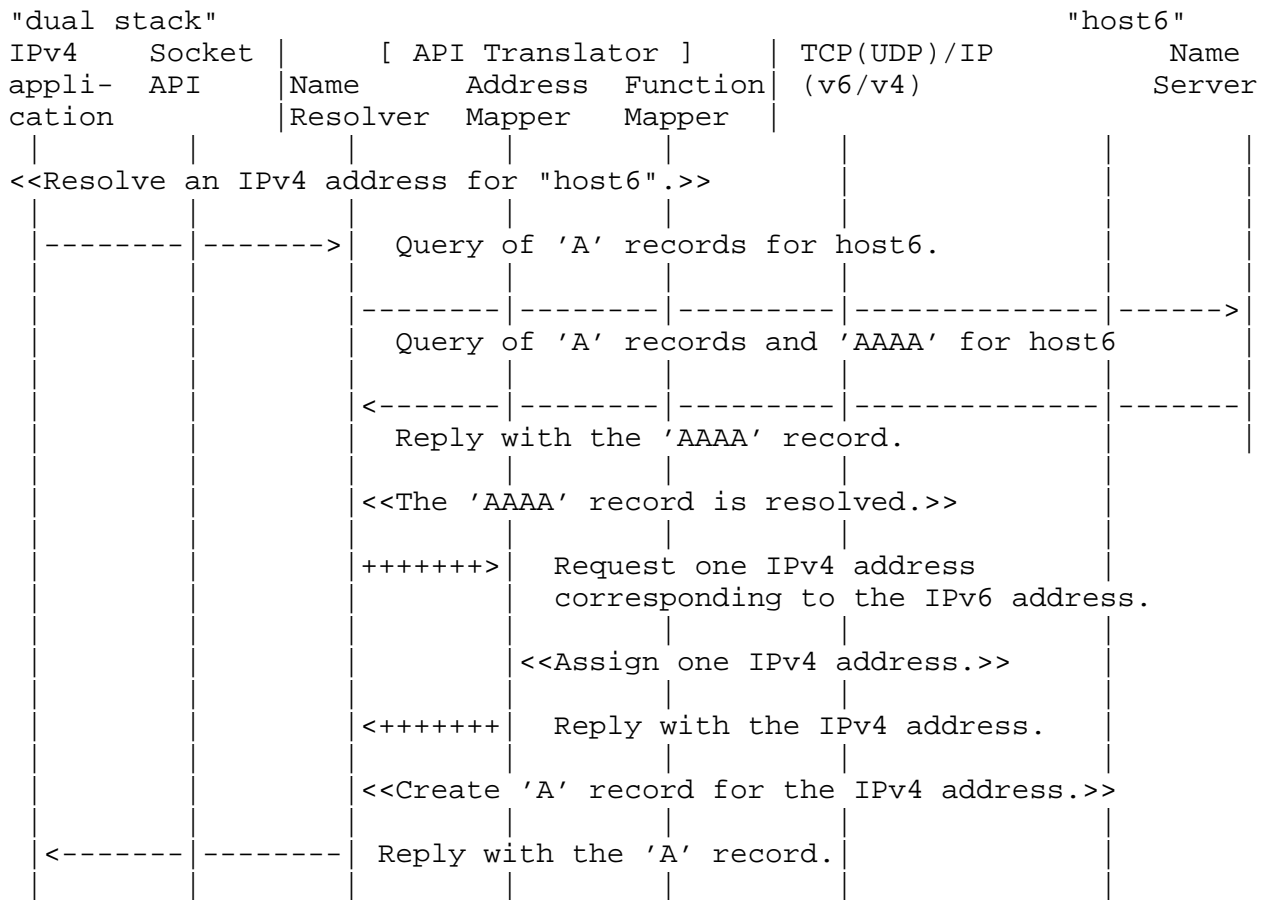 "dual stack" "host6"
IPv4 Socket | [ API Translator ] | TCP(UDP)/IP Name
appli- API |Name Address Function| (v6/v4) Server
cation |Resolver Mapper Mapper |
<<Resolve an IPv4 address for "host6".>>
|--------|------->| Query of 'A' records for host6.
|--------|--------|---------|--------------|------>|
Query of 'A' records and 'AAAA' for host6
|<-------|--------|---------|--------------|-------|
Reply with the 'AAAA' record.
|<<The 'AAAA' record is resolved.>>
|+++++++>| Request one IPv4 address
corresponding to the IPv6 address.
|<<Assign one IPv4 address.>>
|<+++++++| Reply with the IPv4 address.
|<<Create 'A' record for the IPv4 address.>>
|<-------|--------| Reply with the 'A' record.|